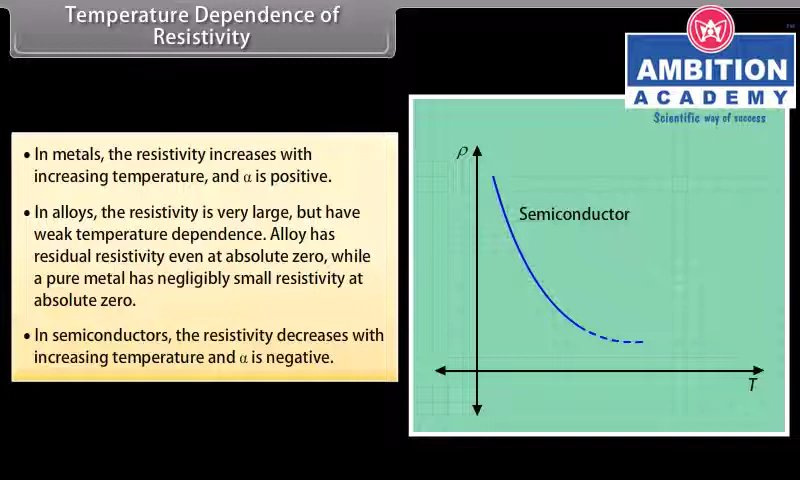 Temperature Dependence of
Resistivity
AMBITION
ACADEMY
Scientific way of success
• In metals, the resistivity increases with
increasing temperature, and α is positive.
• In alloys, the resistivity is very large, but have
weak temperature dependence. Alloy has
residual resistivity even at absolute zero, while
a pure metal has negligibly small resistivity at
absolute zero.
• In semiconductors, the resistivity decreases with
increasing temperature and α is negative.
ρ
Semiconductor
T